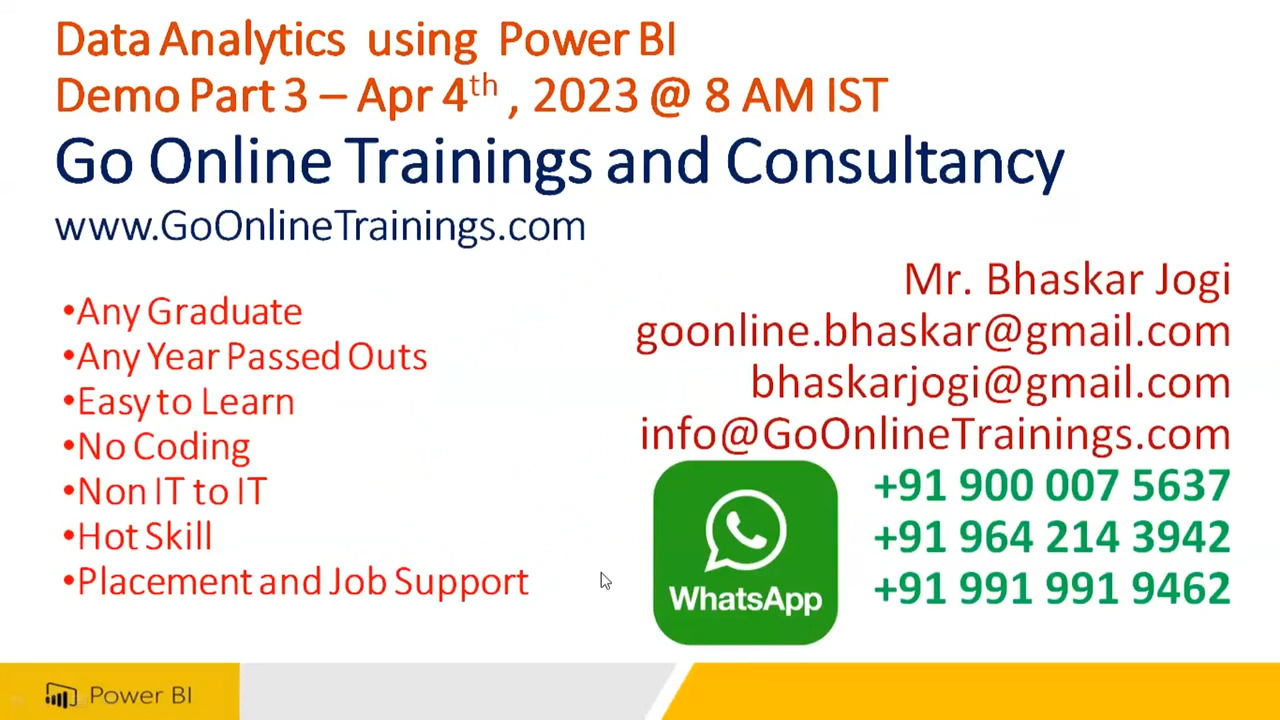 Data Analytics using Power BI
Demo Part 3 – Apr 4th , 2023 @ 8 AM IST
Go Online Trainings and Consultancy
www.GoOnlineTrainings.com
•Any Graduate
•Any Year Passed Outs
•Easy to Learn
•No Coding
•Non IT to IT
•Hot Skill
•Placement and Job Support
Mr. Bhaskar Jogi
goonline.bhaskar@gmail.com
bhaskarjogi@gmail.com
info@GoOnlineTrainings.com
WhatsApp
+91 900 007 5637
+91 964 214 3942
+91 991 991 9462
Power BI